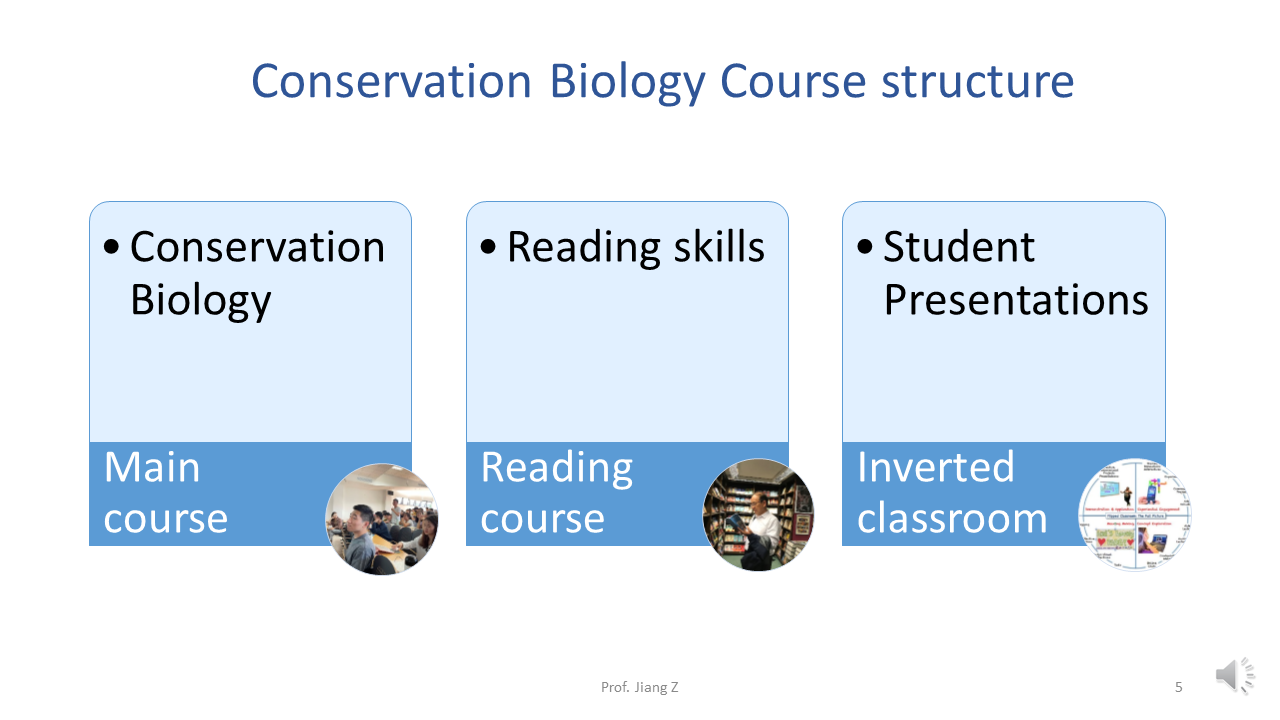 Conservation Biology Course structure
• Conservation
Biology
Main
course
• Reading skills
Reading
course
• Student
Presentations
Inverted
classroom
Prof. Jiang Z
5